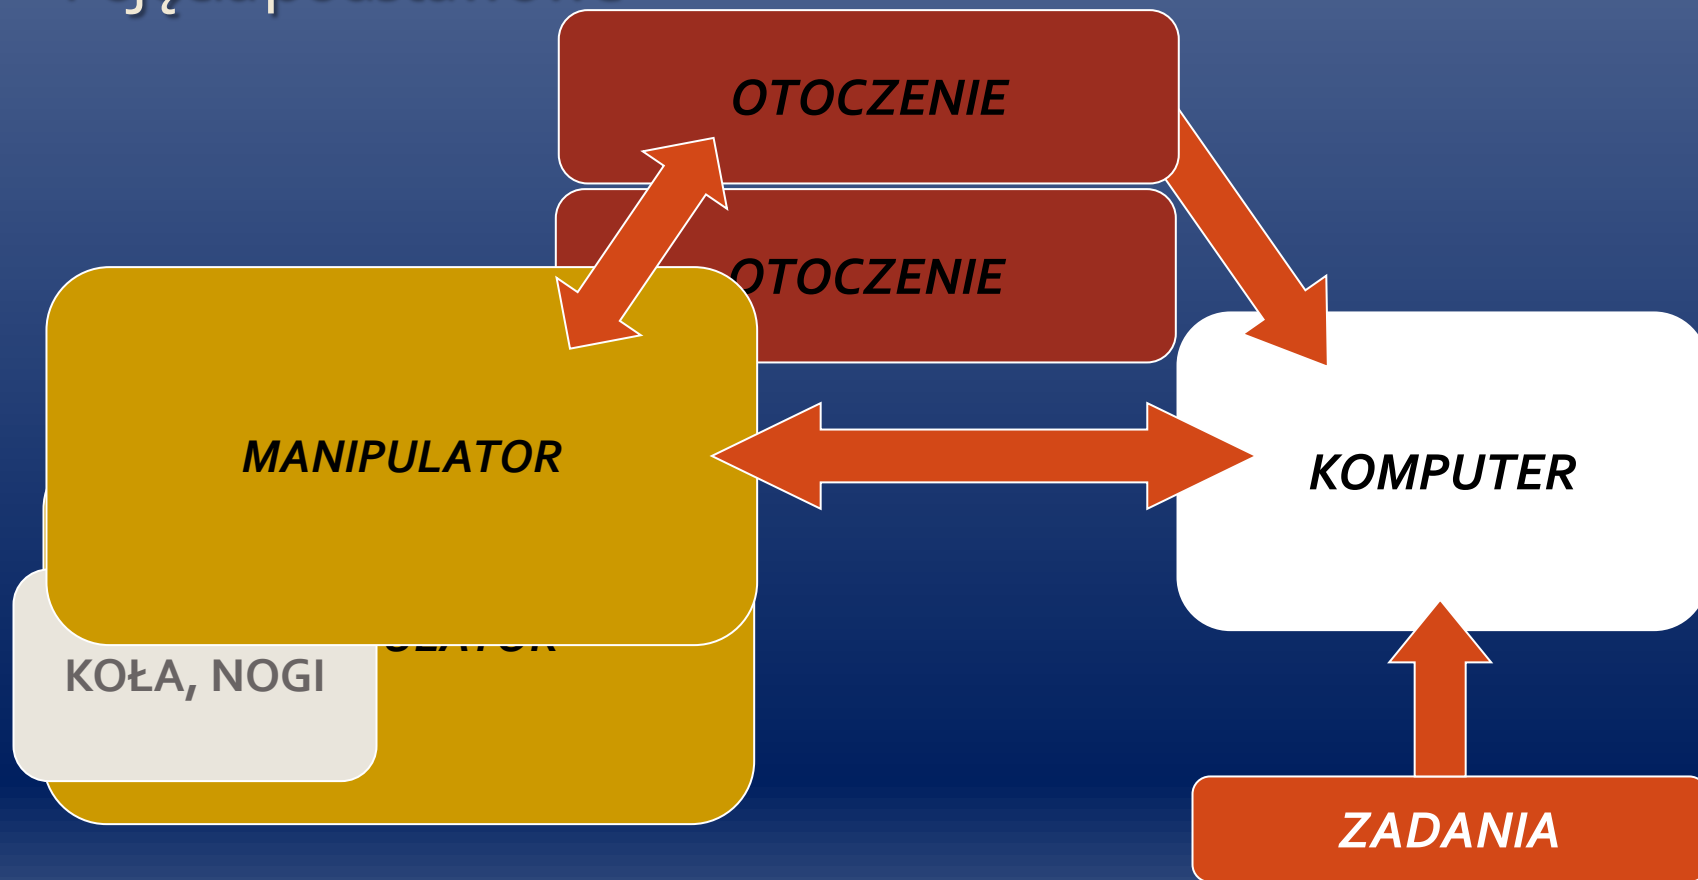 OTOCZENIE
OTOCZENIE
MANIPULATOR
KOMPUTER
KOŁA, NOGI
ZADANIA